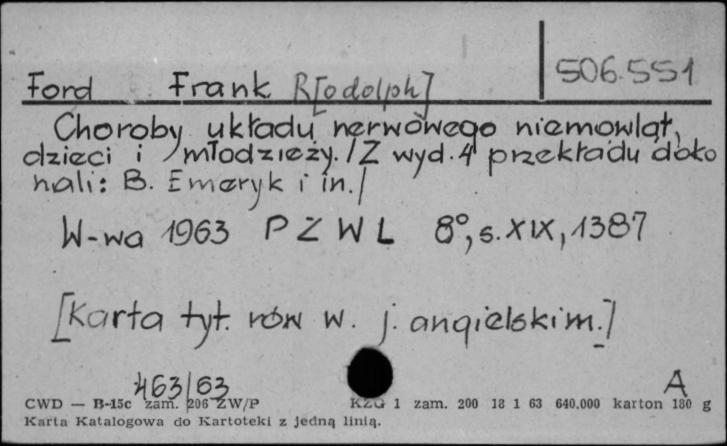 506.551
Ford Frank R[odolph]
Choroby układu nerwowego niemowląt,
dzieci i młodzieży. /Z wyd. 4 przekładu doko
nali: B. Emeryk i in./
W-wa 1963 PZWL 8°, s. XIX, 1387
[Karta tyt. rów w. j. angielskim.]
463/63
A
CWD — B-15c zam. 206 ZW/P KZG 1 zam. 200 18 1 63 640.000 karton 180 g
Karta Katalogowa do Kartoteki z jedną linią.